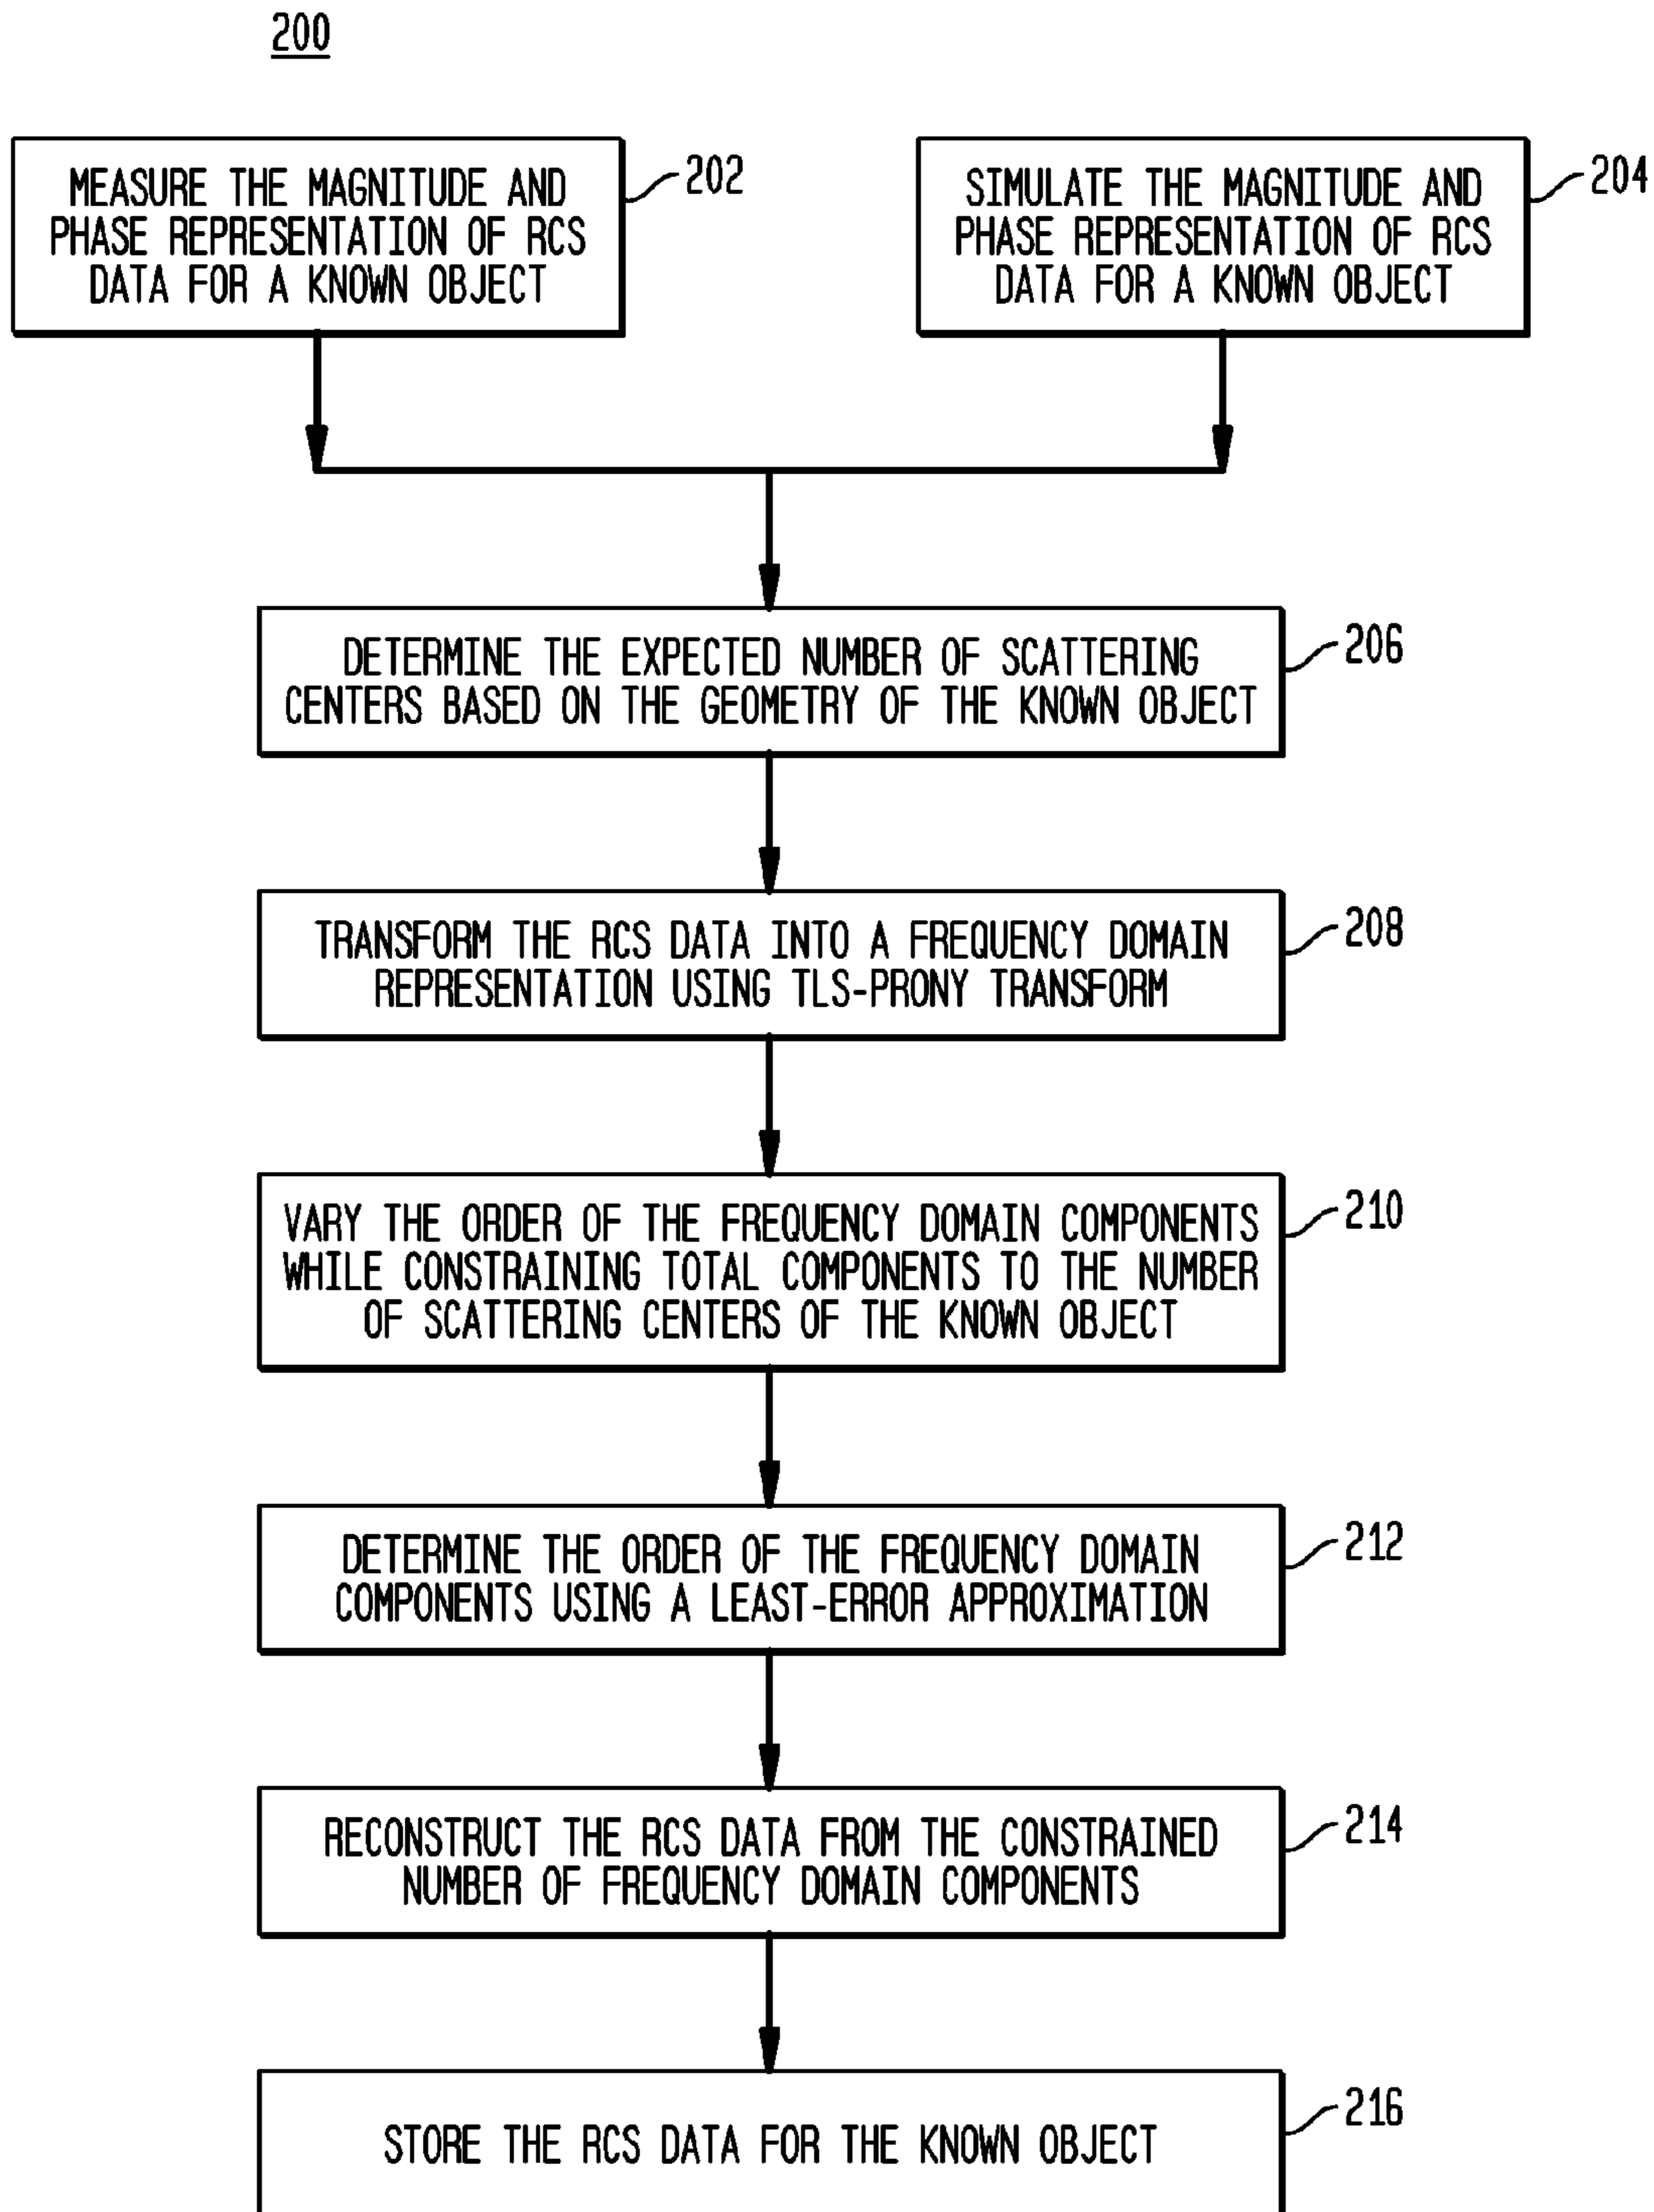 200
MEASURE THE MAGNITUDE AND
PHASE REPRESENTATION OF RCS
DATA FOR A KNOWN OBJECT
202
SIMULATE THE MAGNITUDE AND
PHASE REPRESENTATION OF RCS
DATA FOR A KNOWN OBJECT
204
DETERMINE THE EXPECTED NUMBER OF SCATTERING
CENTERS BASED ON THE GEOMETRY OF THE KNOWN OBJECT
206
TRANSFORM THE RCS DATA INTO A FREQUENCY DOMAIN
REPRESENTATION USING TLS-PRONY TRANSFORM
208
VARY THE ORDER OF THE FREQUENCY DOMAIN COMPONENTS
WHILE CONSTRAINING TOTAL COMPONENTS TO THE NUMBER
OF SCATTERING CENTERS OF THE KNOWN OBJECT
210
DETERMINE THE ORDER OF THE FREQUENCY DOMAIN
COMPONENTS USING A LEAST-ERROR APPROXIMATION
212
RECONSTRUCT THE RCS DATA FROM THE CONSTRAINED
NUMBER OF FREQUENCY DOMAIN COMPONENTS
214
STORE THE RCS DATA FOR THE KNOWN OBJECT
216